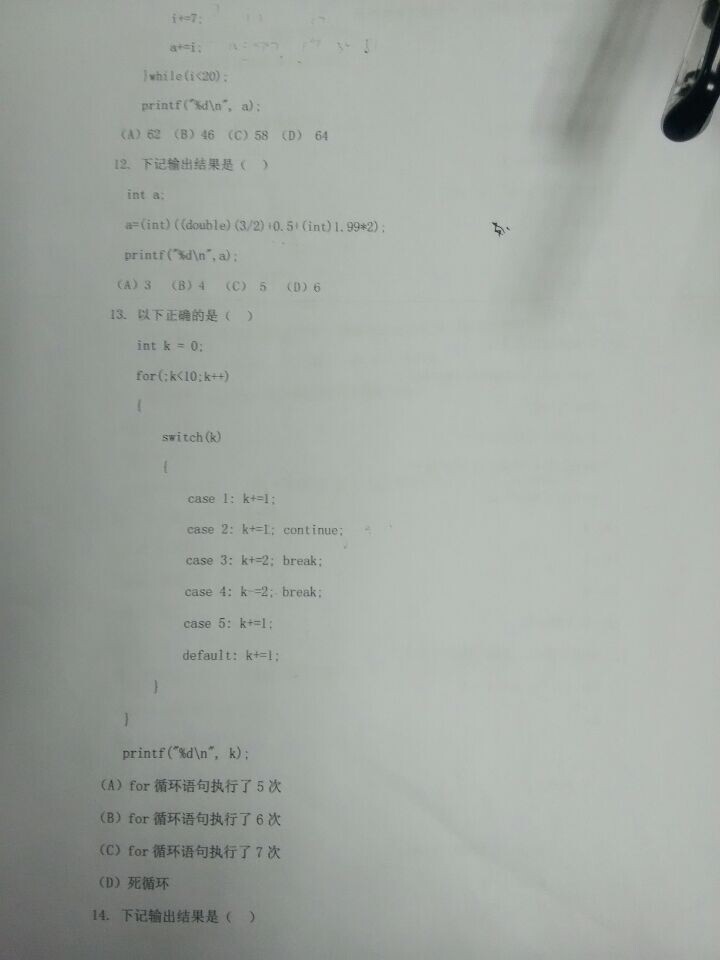 i+=7;
a+=i;
}while(i<20);
printf("%d\n", a);
(A) 62 (B) 46 (C) 58 (D) 64
12. 下记输出结果是（ ）
int a;
a=(int)((double)(3/2)+0.5+(int)1.99*2);
printf("%d\n",a);
(A) 3 (B) 4 (C) 5 (D) 6
13. 以下正确的是（ ）
int k = 0;
for(;k<10;k++)
{
switch(k)
{
case 1: k+=1;
case 2: k+=1; continue;
case 3: k+=2; break;
case 4: k-=2; break;
case 5: k+=1;
default: k+=1;
}
}
printf("%d\n", k);
(A) for 循环语句执行了 5 次
(B) for 循环语句执行了 6 次
(C) for 循环语句执行了 7 次
(D) 死循环
14. 下记输出结果是（ ）